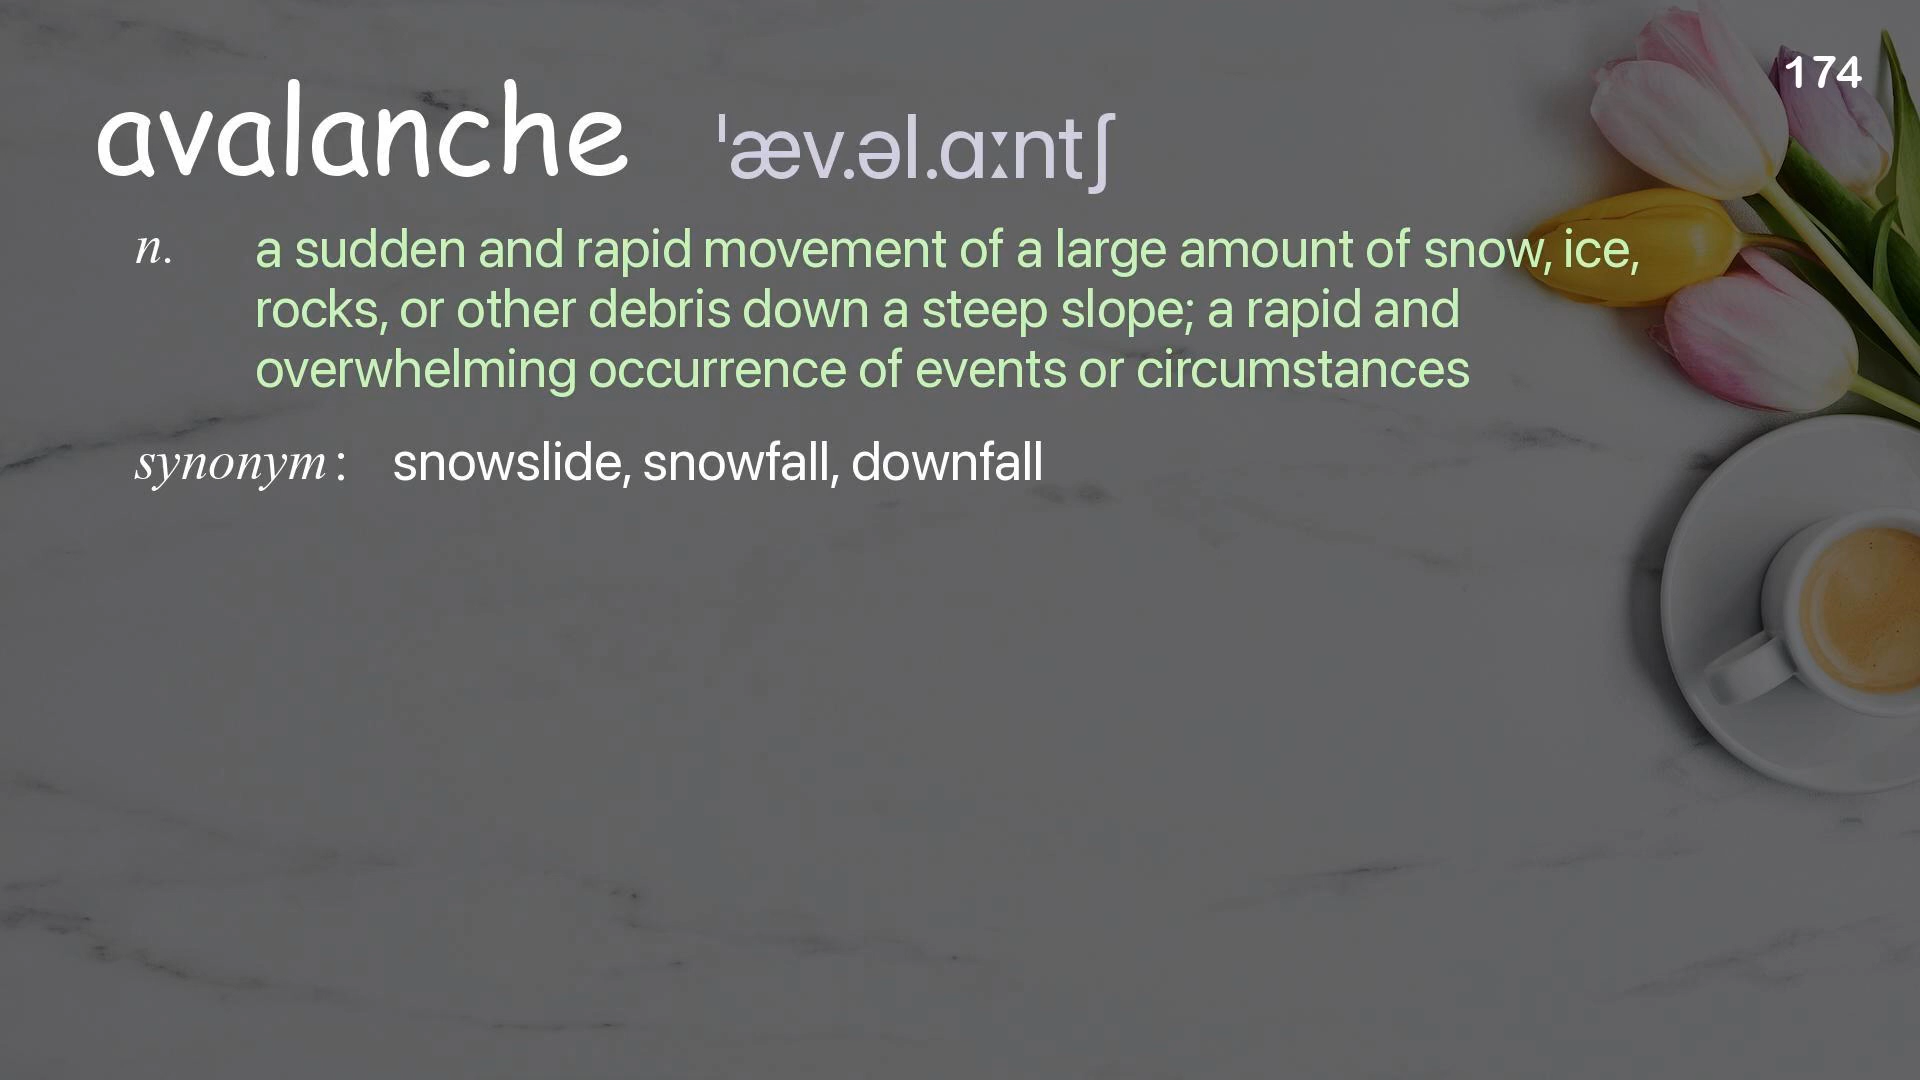 174
avalanche ˈæv.əl.ɑːntʃ
n. a sudden and rapid movement of a large amount of snow, ice,
rocks, or other debris down a steep slope; a rapid and
overwhelming occurrence of events or circumstances
synonym: snowslide, snowfall, downfall